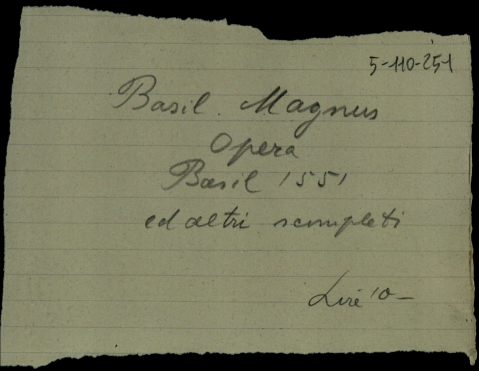 5-110-251
Basil. Magnus
Opera
Basil 1551
ed altri scompleti
Lire 10-